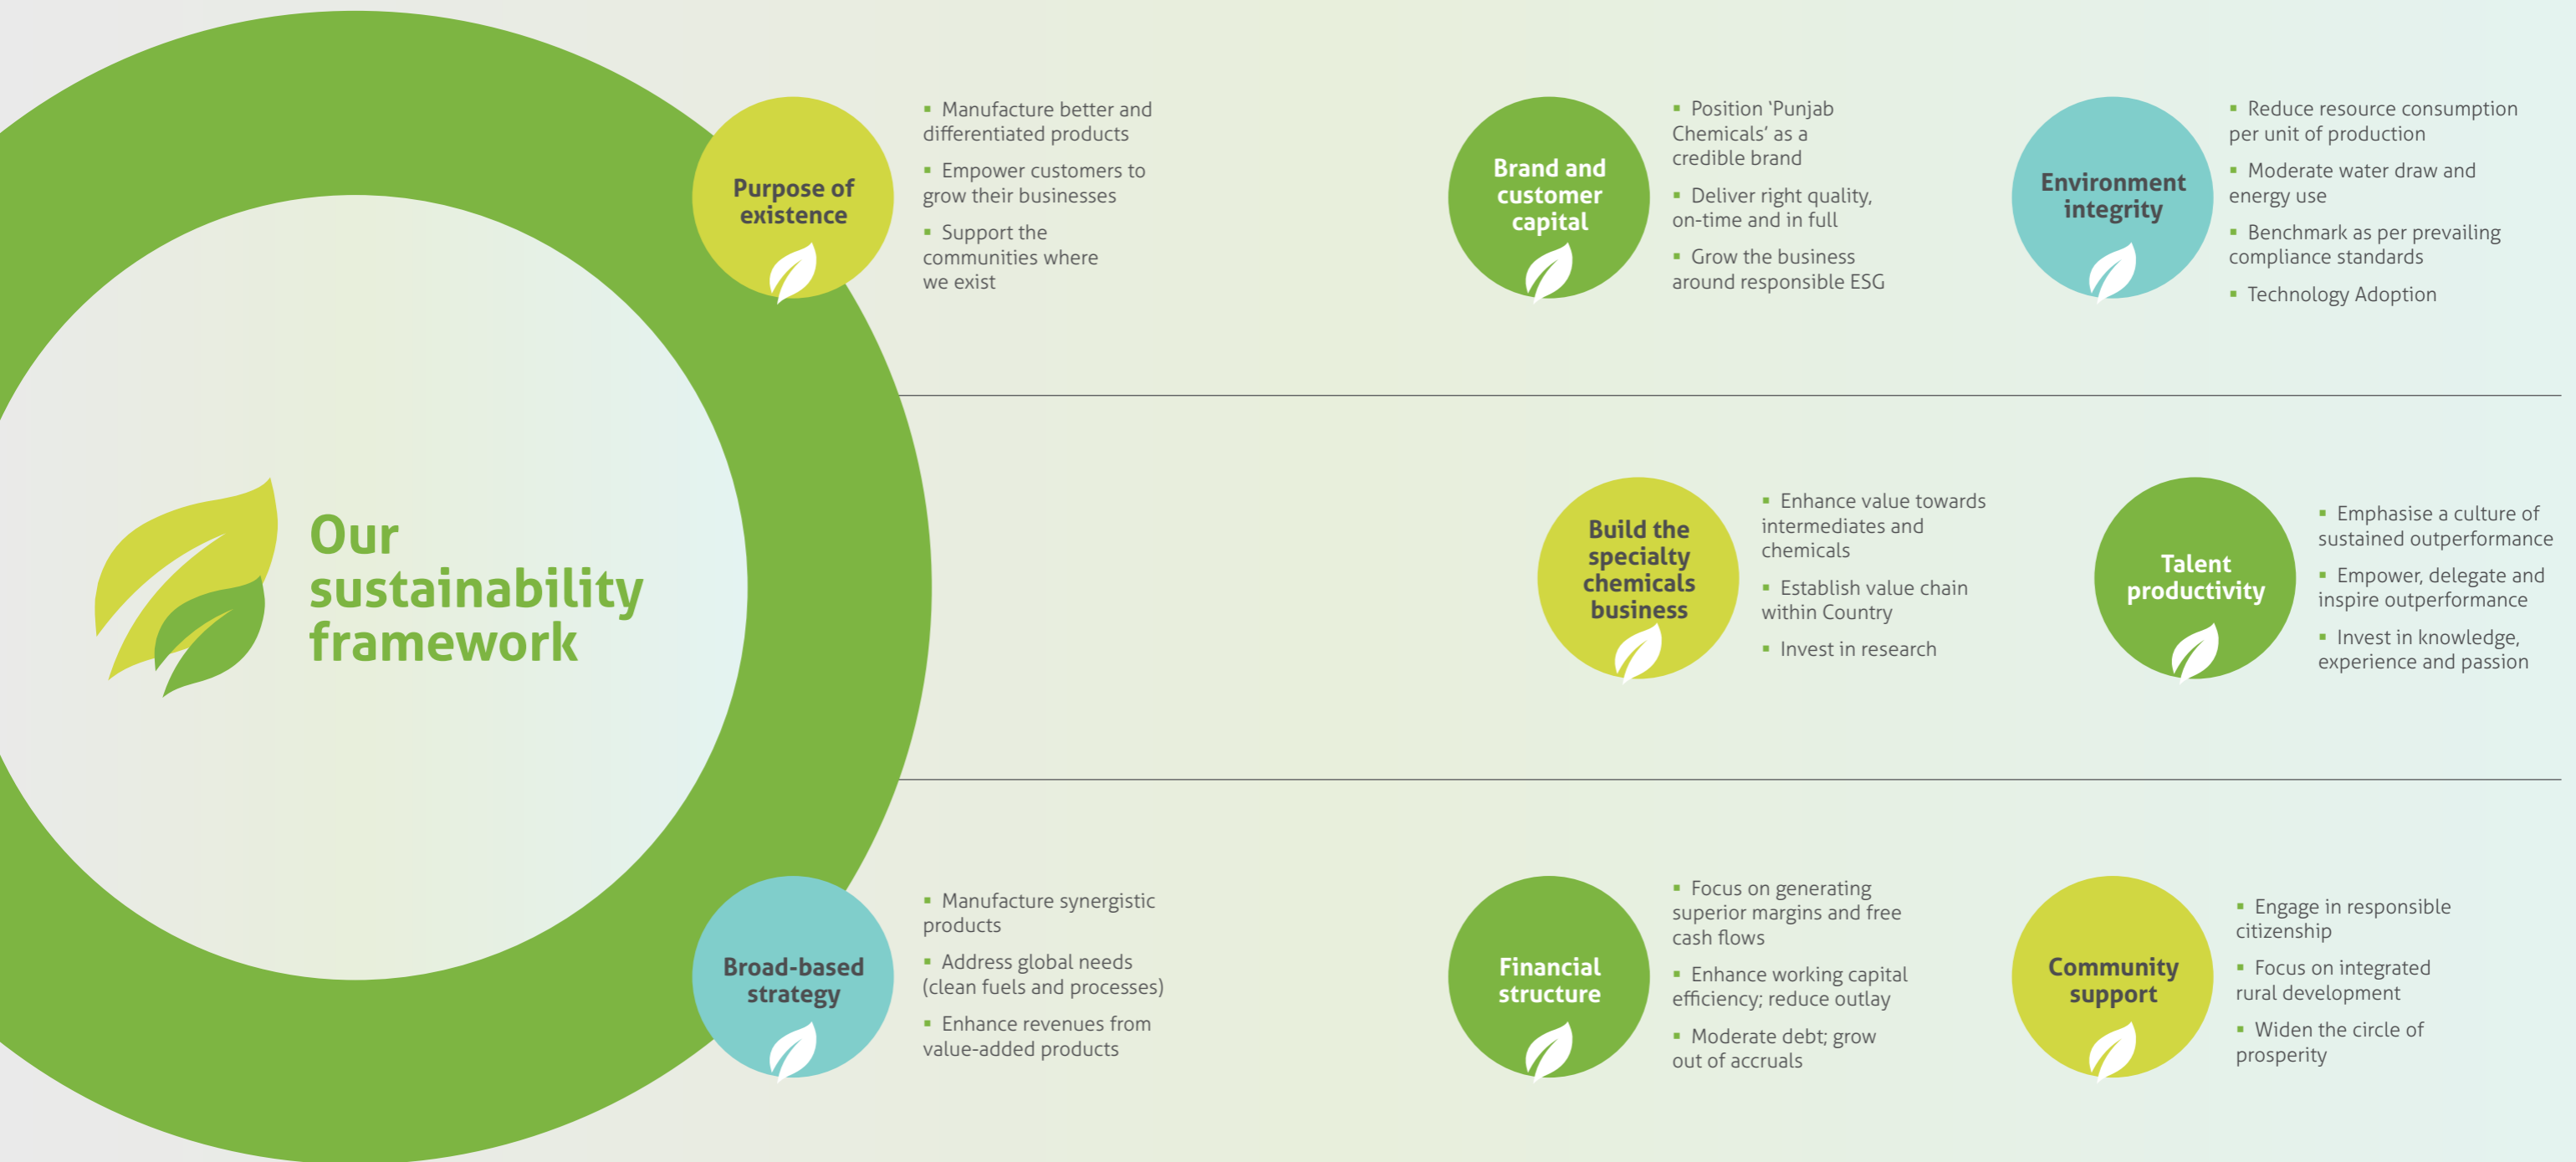 Our
sustainability
framework
Purpose of
existence
▪ Manufacture better and
differentiated products
▪ Empower customers to
grow their businesses
▪ Support the
communities where
we exist
Brand and
customer
capital
▪ Position ‘Punjab
Chemicals’ as a
credible brand
▪ Deliver right quality,
on-time and in full
▪ Grow the business
around responsible ESG
Environment
integrity
▪ Reduce resource consumption
per unit of production
▪ Moderate water draw and
energy use
▪ Benchmark as per prevailing
compliance standards
▪ Technology Adoption
Build the
specialty
chemicals
business
▪ Enhance value towards
intermediates and
chemicals
▪ Establish value chain
within Country
▪ Invest in research
Talent
productivity
▪ Emphasise a culture of
sustained outperformance
▪ Empower, delegate and
inspire outperformance
▪ Invest in knowledge,
experience and passion
Broad-based
strategy
▪ Manufacture synergistic
products
▪ Address global needs
(clean fuels and processes)
▪ Enhance revenues from
value-added products
Financial
structure
▪ Focus on generating
superior margins and free
cash flows
▪ Enhance working capital
efficiency; reduce outlay
▪ Moderate debt; grow
out of accruals
Community
support
▪ Engage in responsible
citizenship
▪ Focus on integrated
rural development
▪ Widen the circle of
prosperity